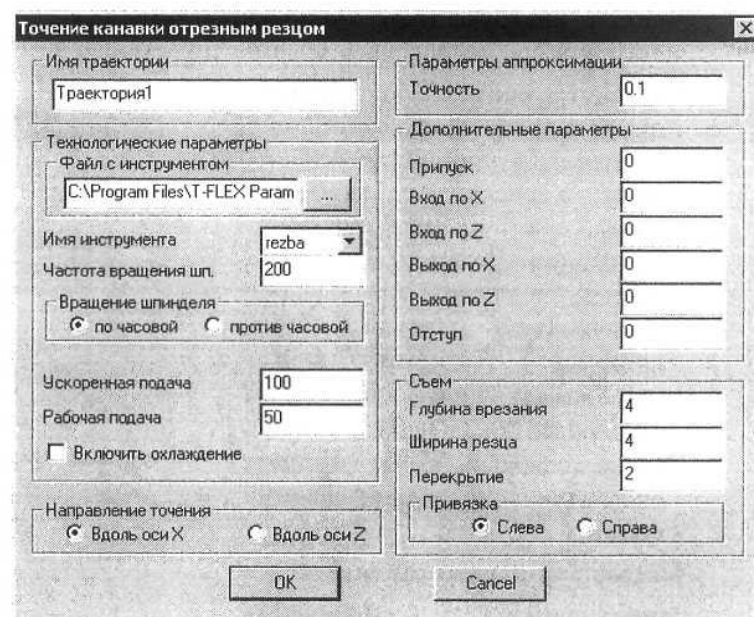 Точение канавки отрезным резцом
Имя траектории
Траектория1
Технологические параметры
Файл с инструментом
C:\Program Files\T-FLEX Param
...
Имя инструмента
rezba
Частота вращения шп.
200
Вращение шпинделя
по часовой
против часовой
Ускоренная подача
100
Рабочая подача
50
Включить охлаждение
Направление точения
Вдоль оси X
Вдоль оси Z
Параметры аппроксимации
Точность
0.1
Дополнительные параметры
Припуск
0
Вход по X
0
Вход по Z
0
Выход по X
0
Выход по Z
0
Отступ
0
Съем
Глубина врезания
4
Ширина резца
4
Перекрытие
2
Привязка
Слева
Справа
OK
Cancel